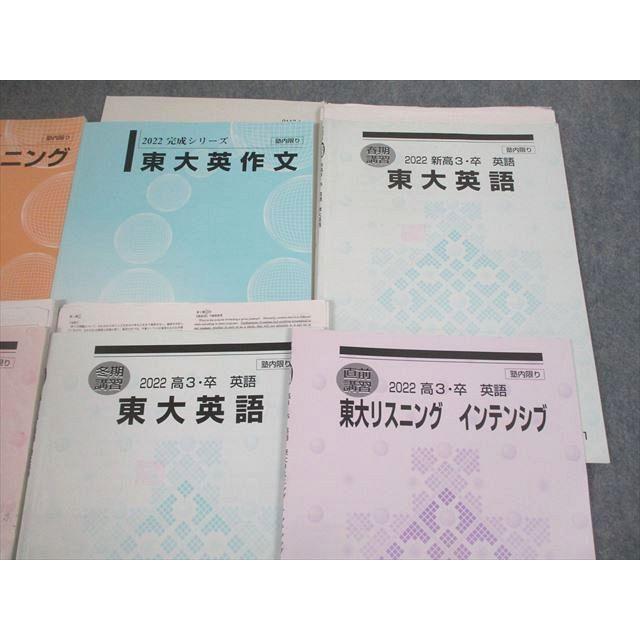 塾内限り
ニング
2022 完成シリーズ
塾内限り
東大英作文
春期
講習
塾内限り
2022 新高3・卒 英語
東大英語
冬期
講習
塾内限り
2022 高3・卒 英語
東大英語
直前
講習
塾内限り
2022 高3・卒 英語
東大リスニング インテンシブ